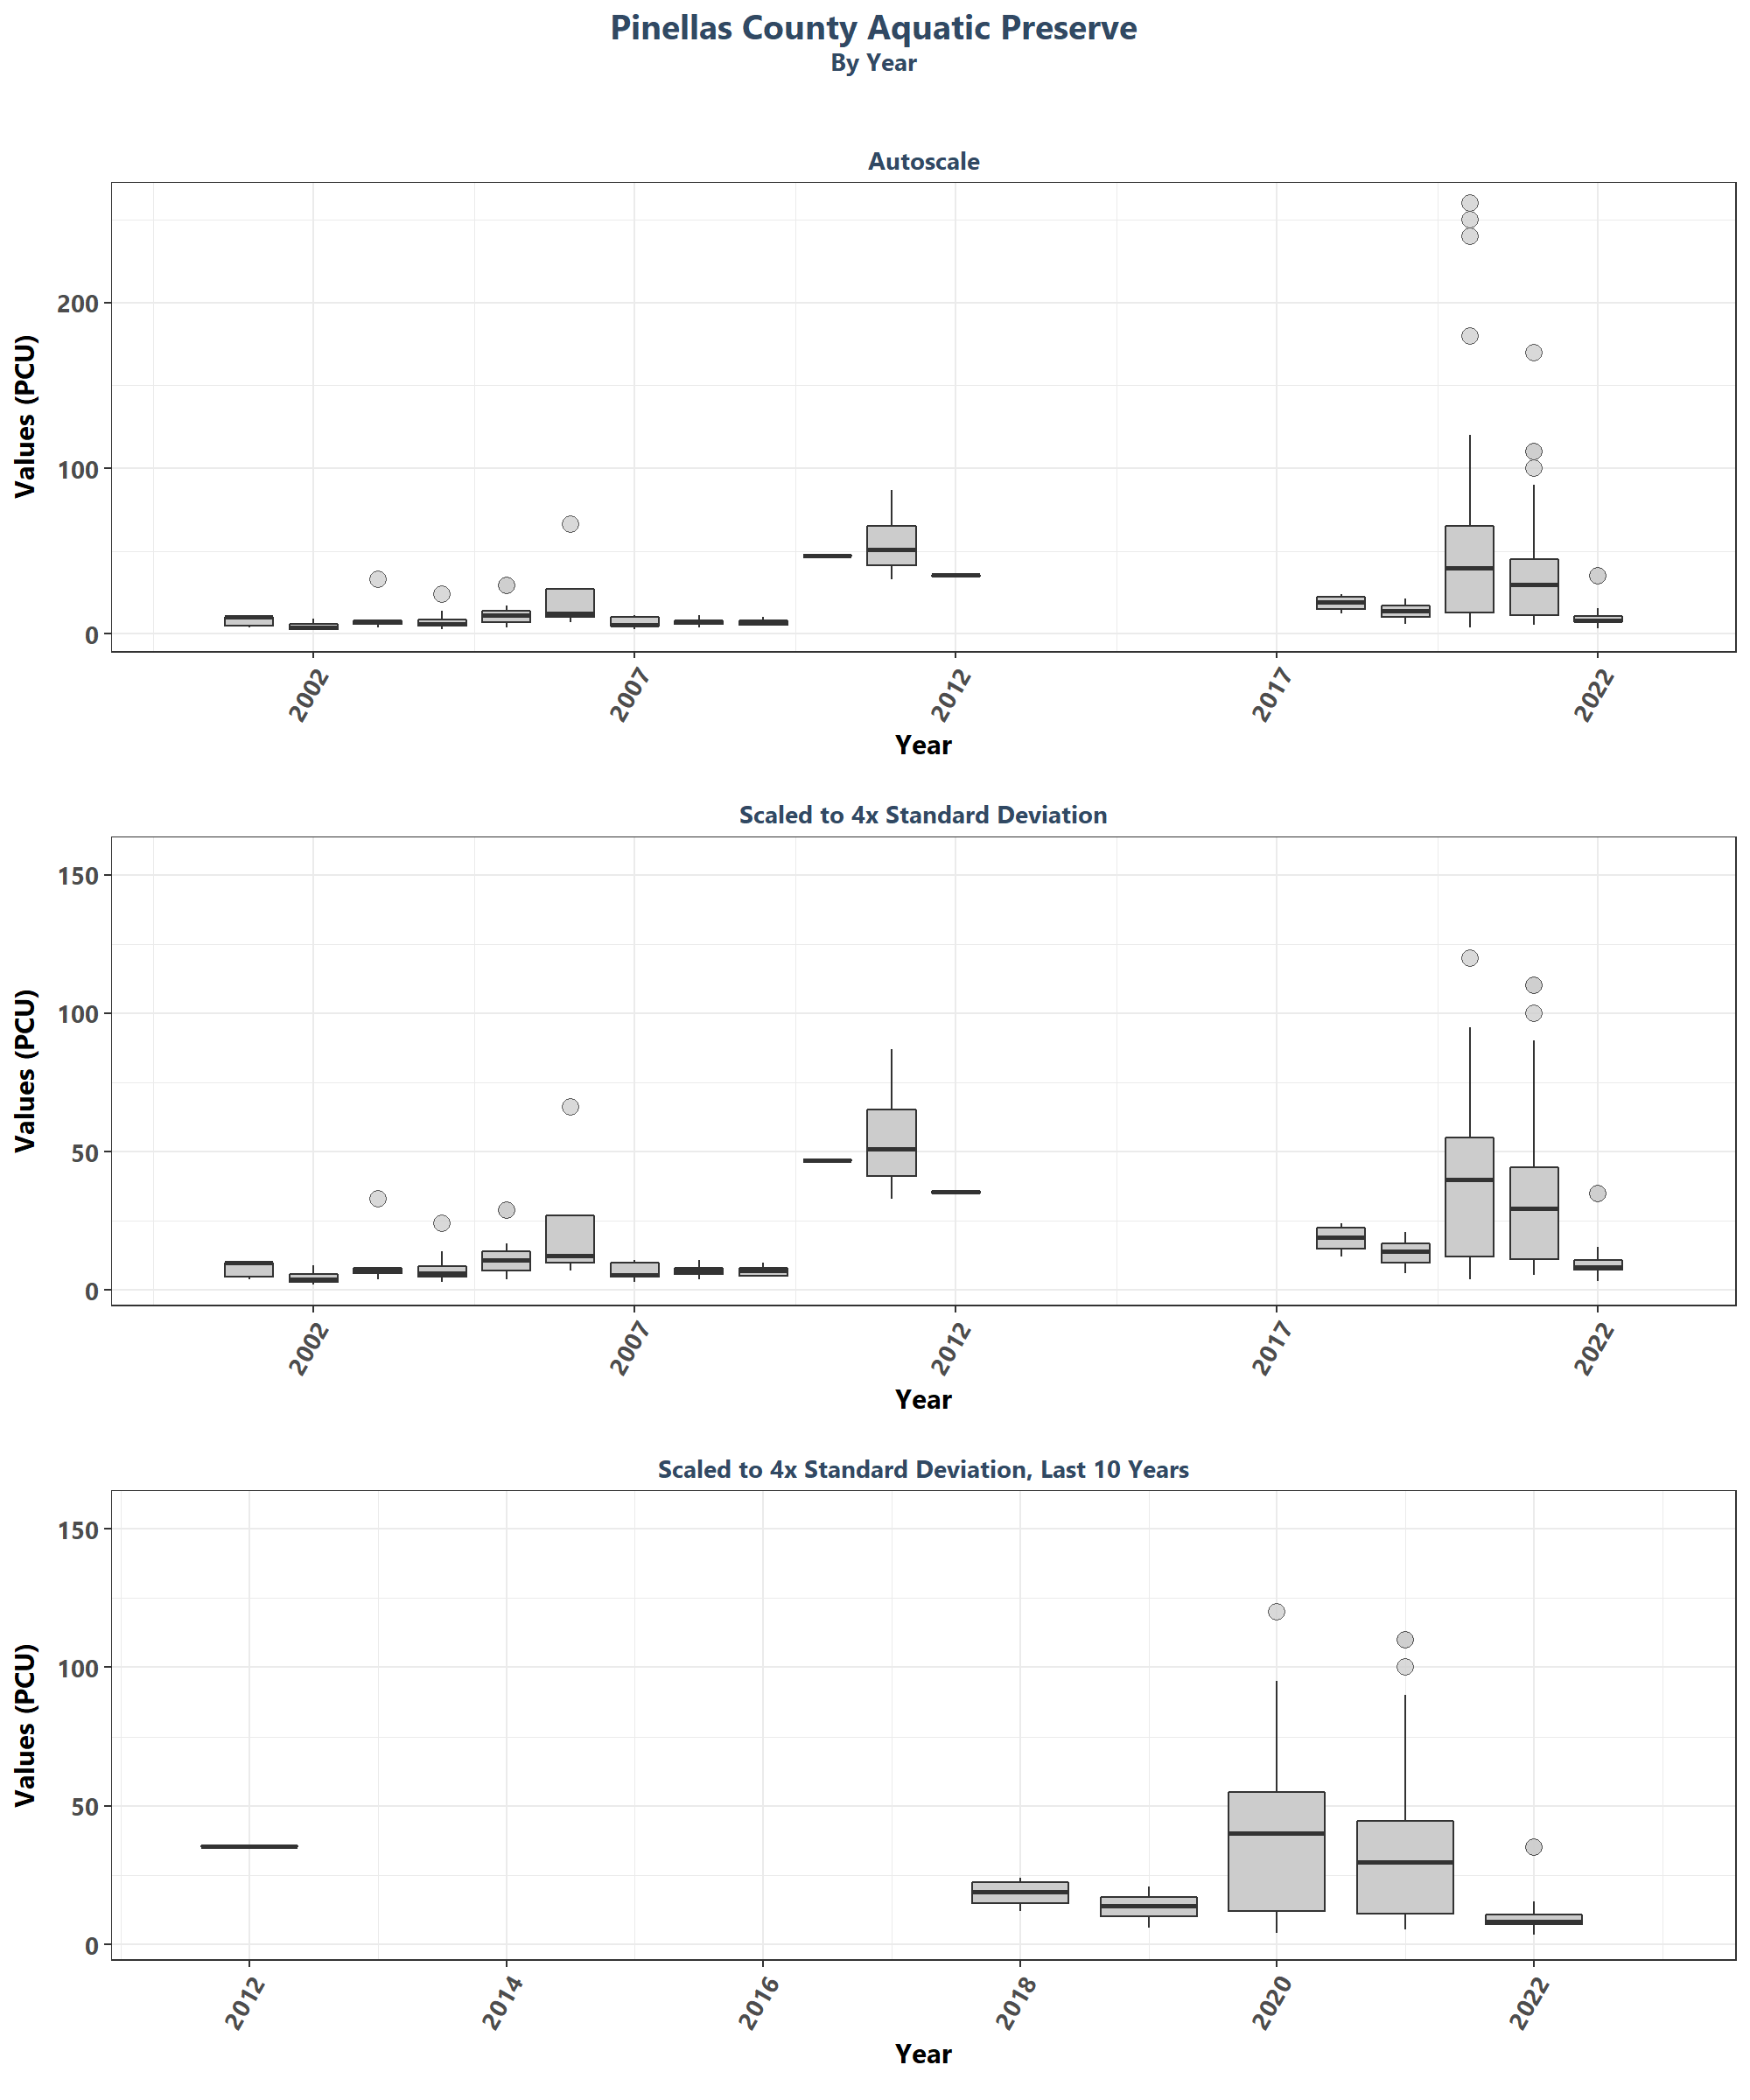 Pinellas County Aquatic Preserve
By Year
Autoscale
Values (PCU)
200
100
0
2002
2007
2012
2017
2022
Year
Scaled to 4x Standard Deviation
Values (PCU)
150
100
50
0
2002
2007
2012
2017
2022
Year
Scaled to 4x Standard Deviation, Last 10 Years
Values (PCU)
150
100
50
0
2012
2014
2016
2018
2020
2022
Year